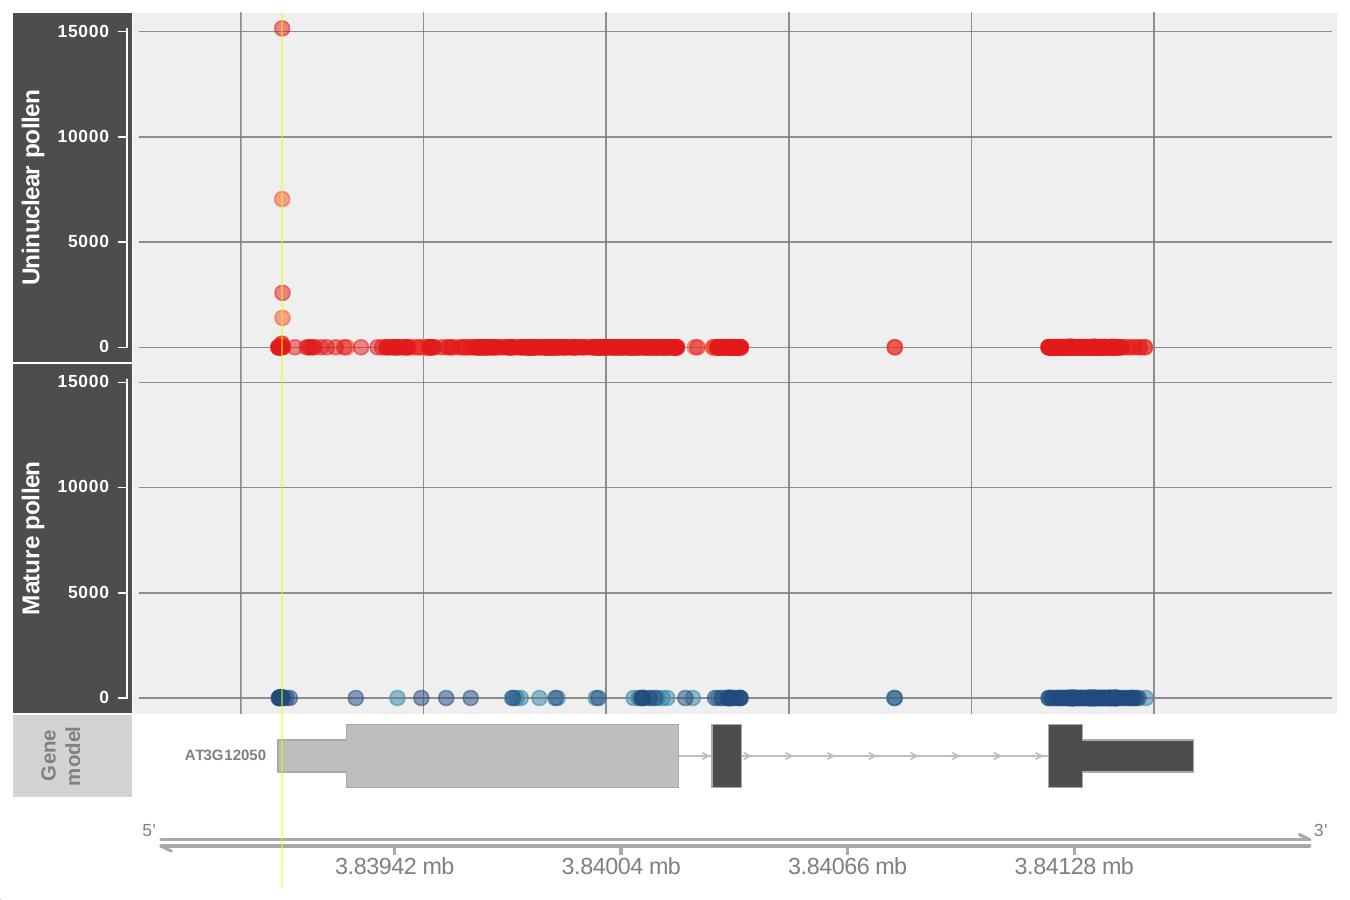 Uninuclear pollen
15000
10000
5000
0
Mature pollen
15000
10000
5000
0
Gene
model
AT3G12050
5'
3'
3.83942 mb
3.84004 mb
3.84066 mb
3.84128 mb